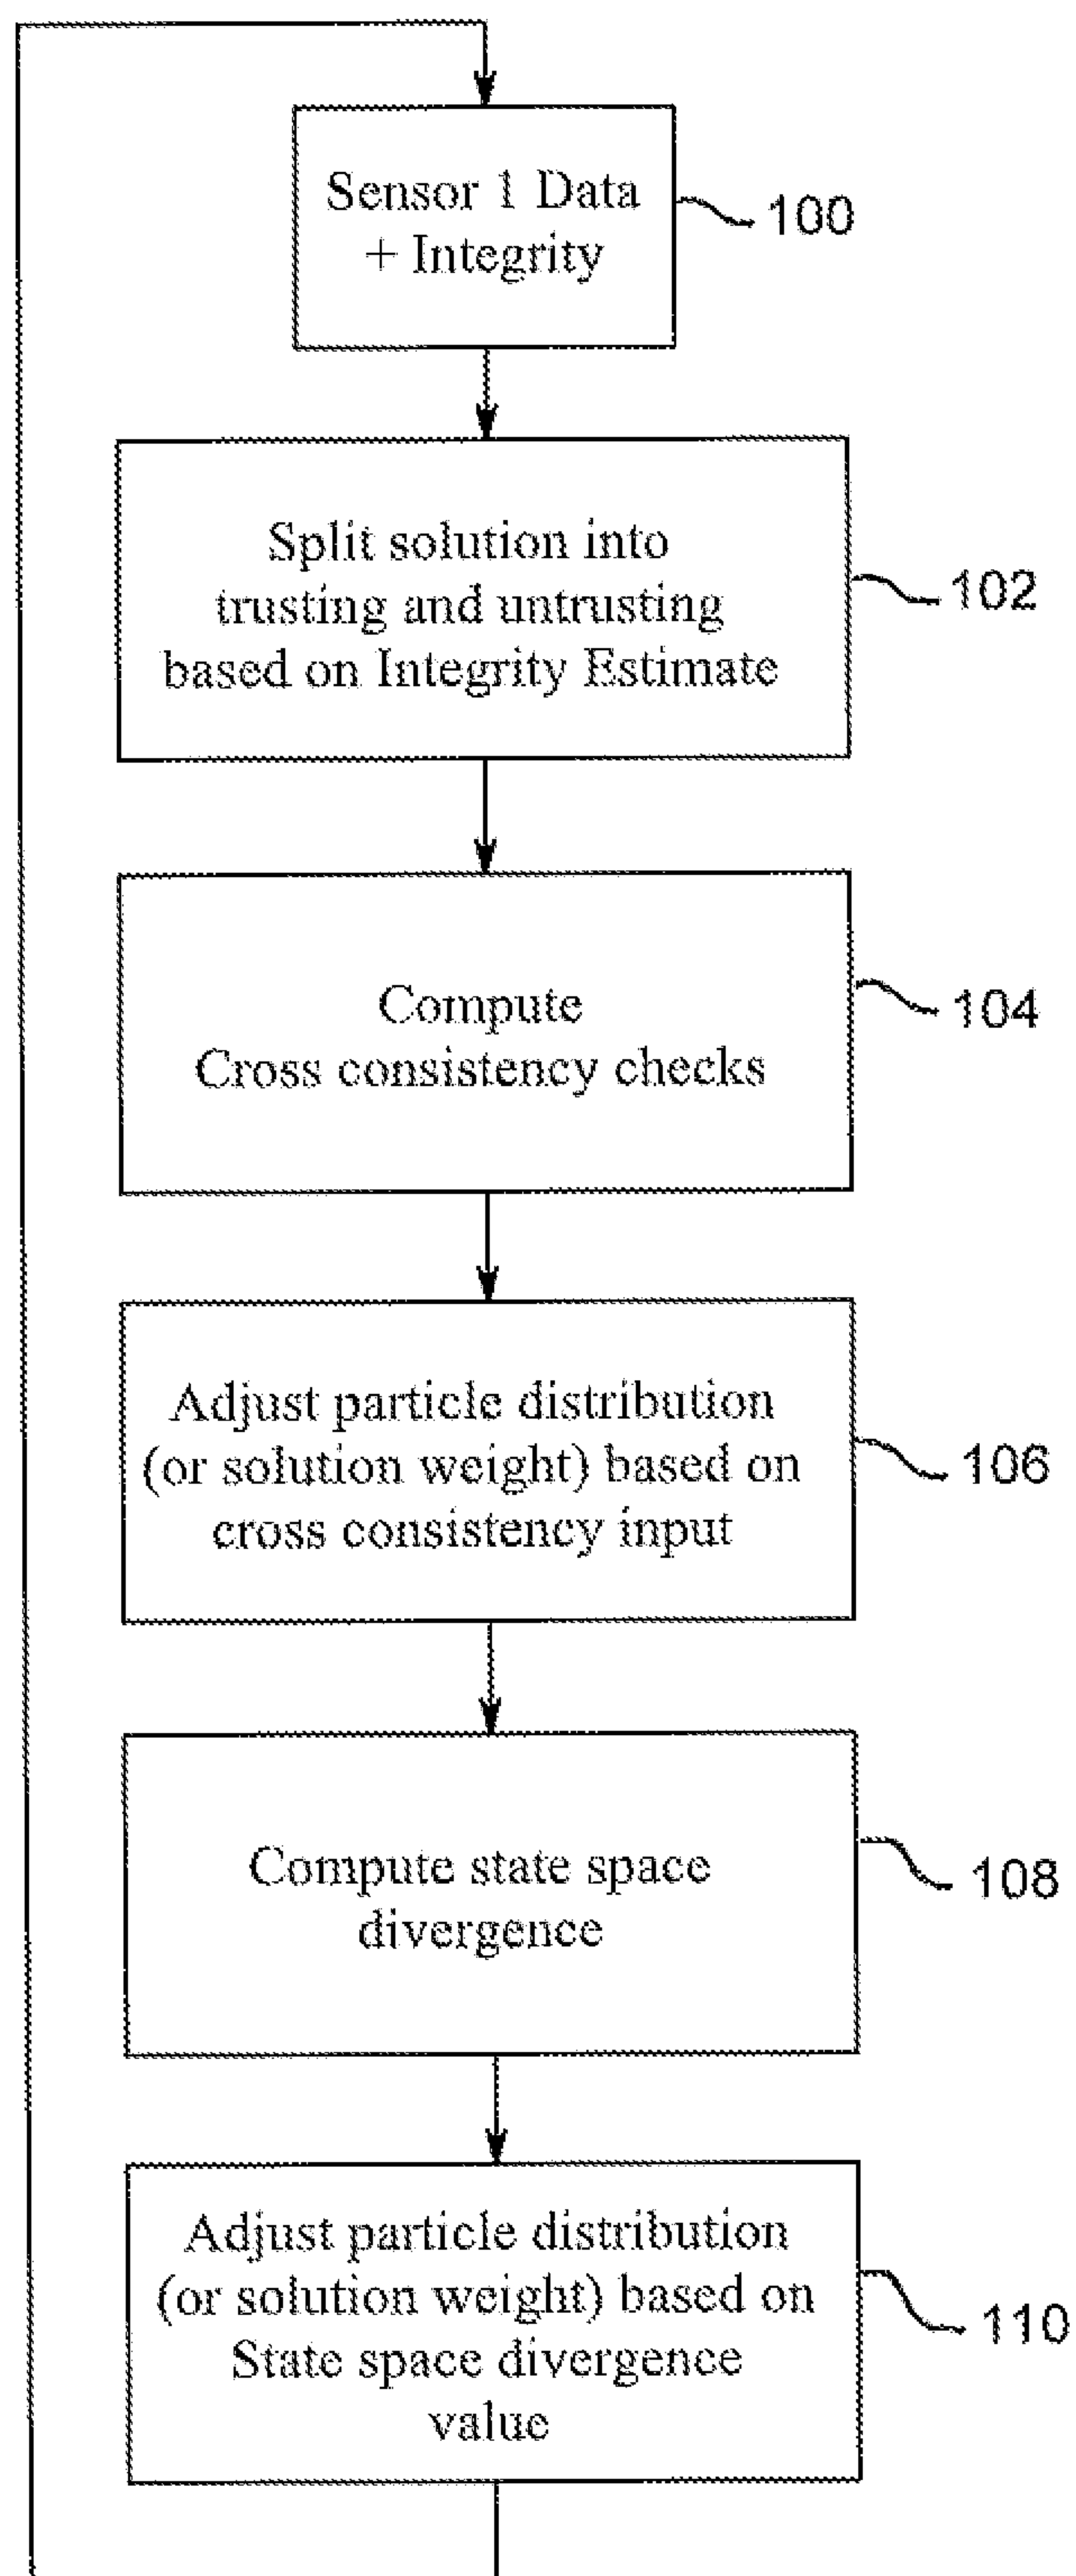 Sensor 1 Data
+ Integrity
100
Split solution into
trusting and untrusting
based on Integrity Estimate
102
Compute
Cross consistency checks
104
Adjust particle distribution
(or solution weight) based on
cross consistency input
106
Compute state space
divergence
108
Adjust particle distribution
(or solution weight) based on
State space divergence
value
110